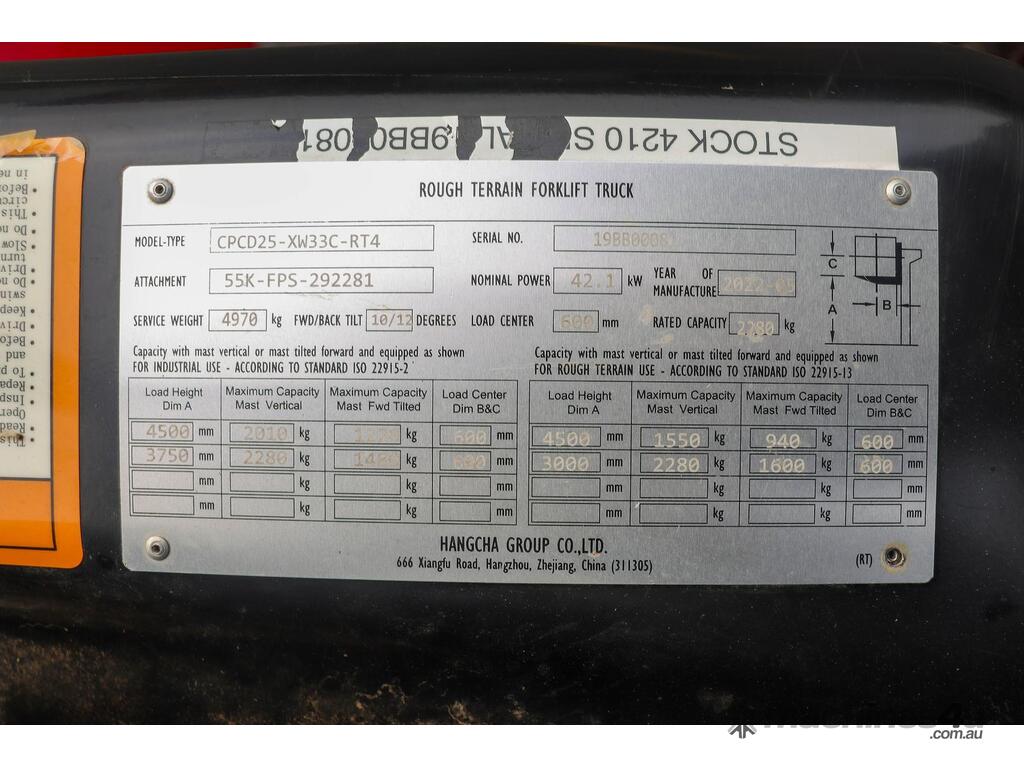 STOCK 4210 S
ROUGH TERRAIN FORKLIFT TRUCK
MODEL-TYPE CPCD25-XW33C-RT4 SERIAL NO. 19BB00081
ATTACHMENT 55K-FPS-292281 NOMINAL POWER 42.1 kW YEAR OF MANUFACTURE 2022-05
SERVICE WEIGHT 4970 kg FWD/BACK TILT 10/12 DEGREES LOAD CENTER 600 mm RATED CAPACITY 2280 kg
C
B
A
Capacity with mast vertical or mast tilted forward and equipped as shown
FOR INDUSTRIAL USE - ACCORDING TO STANDARD ISO 22915-2
Capacity with mast vertical or mast tilted forward and equipped as shown
FOR ROUGH TERRAIN USE - ACCORDING TO STANDARD ISO 22915-13
Load Height Maximum Capacity Maximum Capacity Load Center Load Height Maximum Capacity Maximum Capacity Load Center
Dim A Mast Vertical Mast Fwd Tilted Dim B&C Dim A Mast Vertical Mast Fwd Tilted Dim B&C
4500 mm 2010 kg kg 600 mm 4500 mm 1550 kg 940 kg 600 mm
3750 mm 2280 kg 1480 kg 600 mm 3000 mm 2280 kg 1600 kg 600 mm
mm kg kg mm mm kg kg mm
mm kg kg mm mm kg kg mm
HANGCHA GROUP CO.,LTD.
666 Xiangfu Road, Hangzhou, Zhejiang, China (311305)
(RT)
.com.au